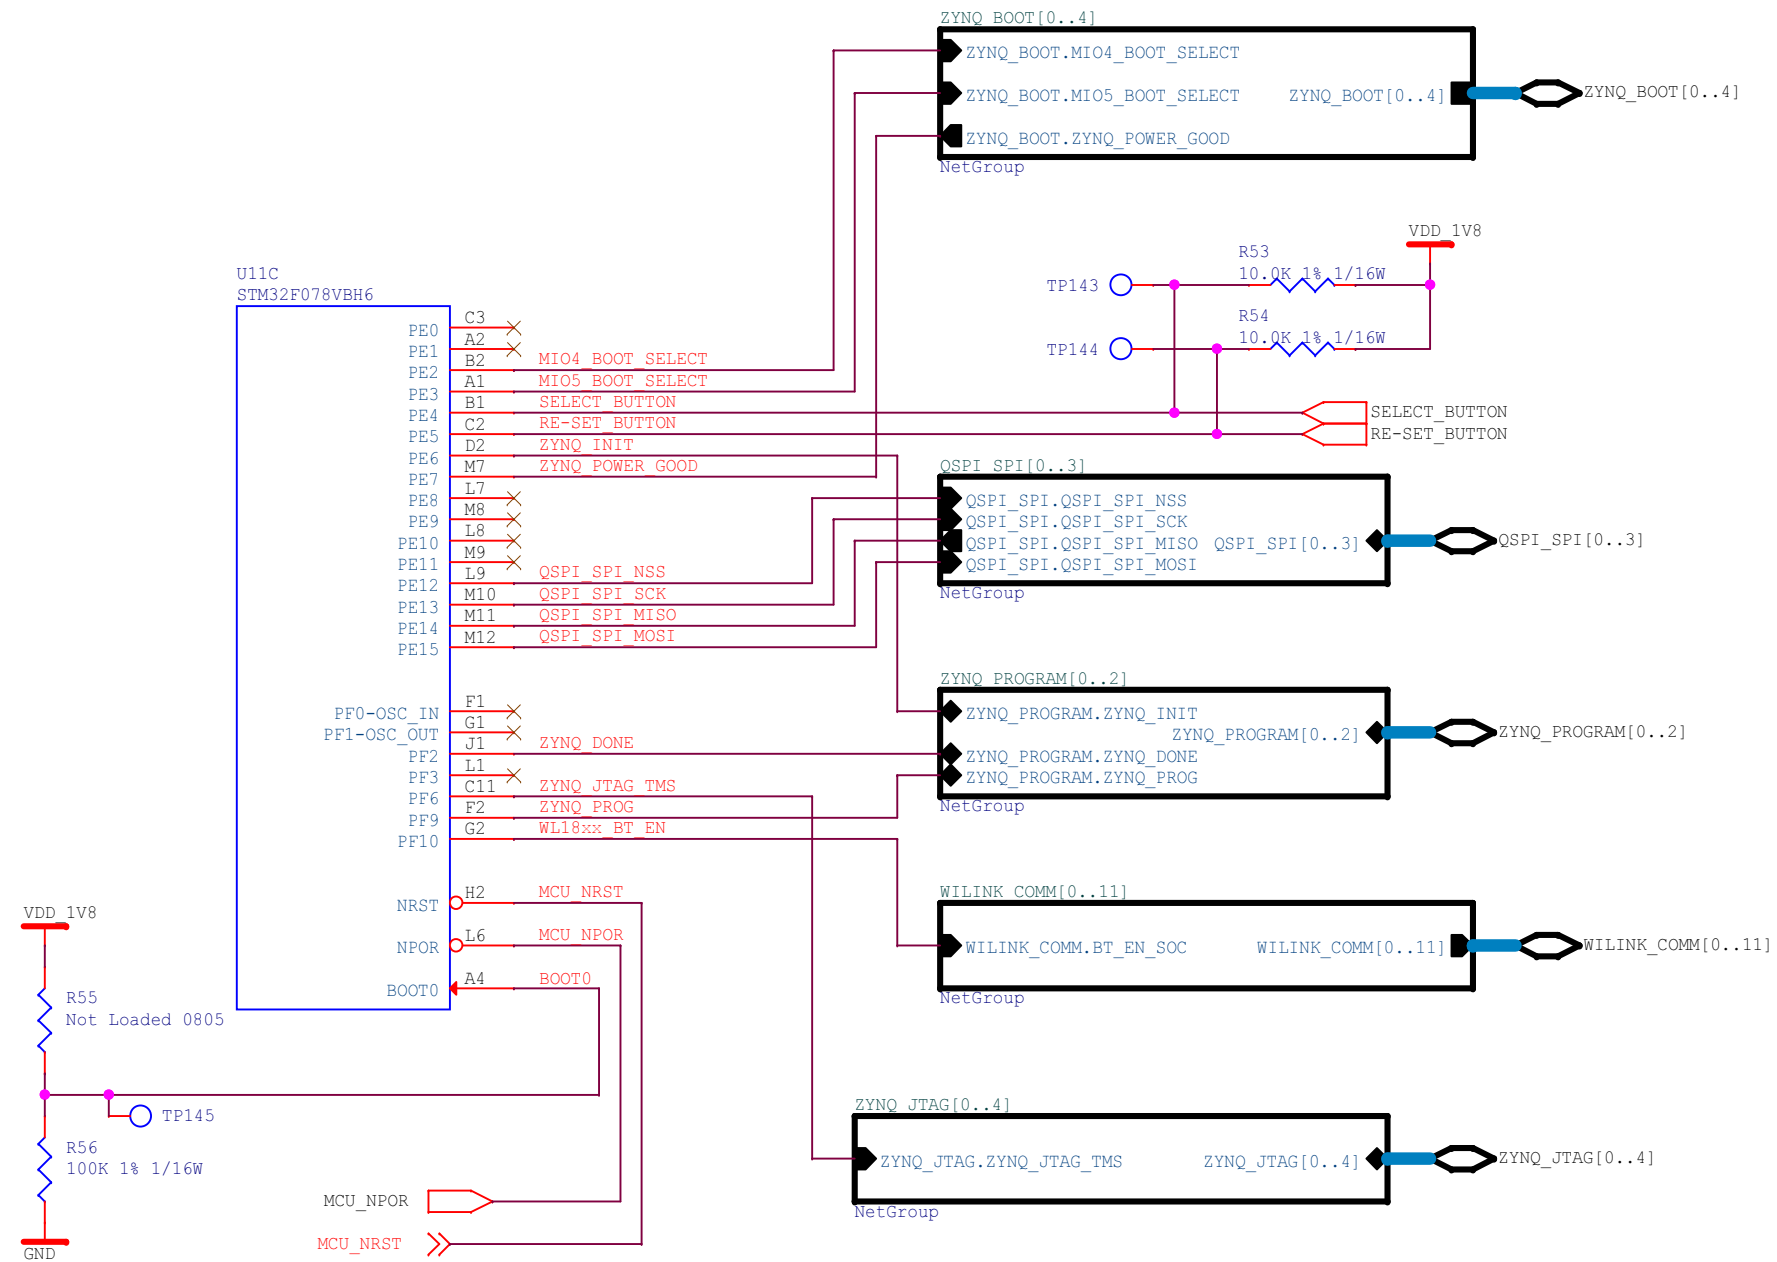 ZYNQ_BOOT[0..4]
ZYNQ_BOOT.MIO4_BOOT_SELECT
ZYNQ_BOOT.MIO5_BOOT_SELECT
ZYNQ_BOOT[0..4]
ZYNQ_BOOT[0..4]
ZYNQ_BOOT.ZYNQ_POWER_GOOD
NetGroup
VDD_1V8
R53
10.0K 1% 1/16W
TP143
R54
10.0K 1% 1/16W
TP144
SELECT_BUTTON
RE-SET_BUTTON
U11C
STM32F078VBH6
PE0 C3
PE1 A2
PE2 B2 MIO4_BOOT_SELECT
PE3 A1 MIO5_BOOT_SELECT
PE4 B1 SELECT_BUTTON
PE5 C2 RE-SET_BUTTON
PE6 D2 ZYNQ_INIT
PE7 M7 ZYNQ_POWER_GOOD
PE8 L7
PE9 M8
PE10 L8
PE11 M9
PE12 L9 QSPI_SPI_NSS
PE13 M10 QSPI_SPI_SCK
PE14 M11 QSPI_SPI_MISO
PE15 M12 QSPI_SPI_MOSI
PF0-OSC_IN F1
PF1-OSC_OUT G1
PF2 J1 ZYNQ_DONE
PF3 L1
PF6 C11 ZYNQ_JTAG_TMS
PF9 F2 ZYNQ_PROG
PF10 G2 WL18xx_BT_EN
NRST H2 MCU_NRST
NPOR L6 MCU_NPOR
BOOT0 A4 BOOT0
QSPI_SPI[0..3]
QSPI_SPI.QSPI_SPI_NSS
QSPI_SPI.QSPI_SPI_SCK
QSPI_SPI.QSPI_SPI_MISO
QSPI_SPI[0..3]
QSPI_SPI[0..3]
QSPI_SPI.QSPI_SPI_MOSI
NetGroup
ZYNQ_PROGRAM[0..2]
ZYNQ_PROGRAM.ZYNQ_INIT
ZYNQ_PROGRAM[0..2]
ZYNQ_PROGRAM[0..2]
ZYNQ_PROGRAM.ZYNQ_DONE
ZYNQ_PROGRAM.ZYNQ_PROG
NetGroup
WILINK_COMM[0..11]
WILINK_COMM.BT_EN_SOC
WILINK_COMM[0..11]
WILINK_COMM[0..11]
NetGroup
ZYNQ_JTAG[0..4]
ZYNQ_JTAG.ZYNQ_JTAG_TMS
ZYNQ_JTAG[0..4]
ZYNQ_JTAG[0..4]
NetGroup
VDD_1V8
R55
Not Loaded 0805
TP145
R56
100K 1% 1/16W
GND
MCU_NPOR
MCU_NRST